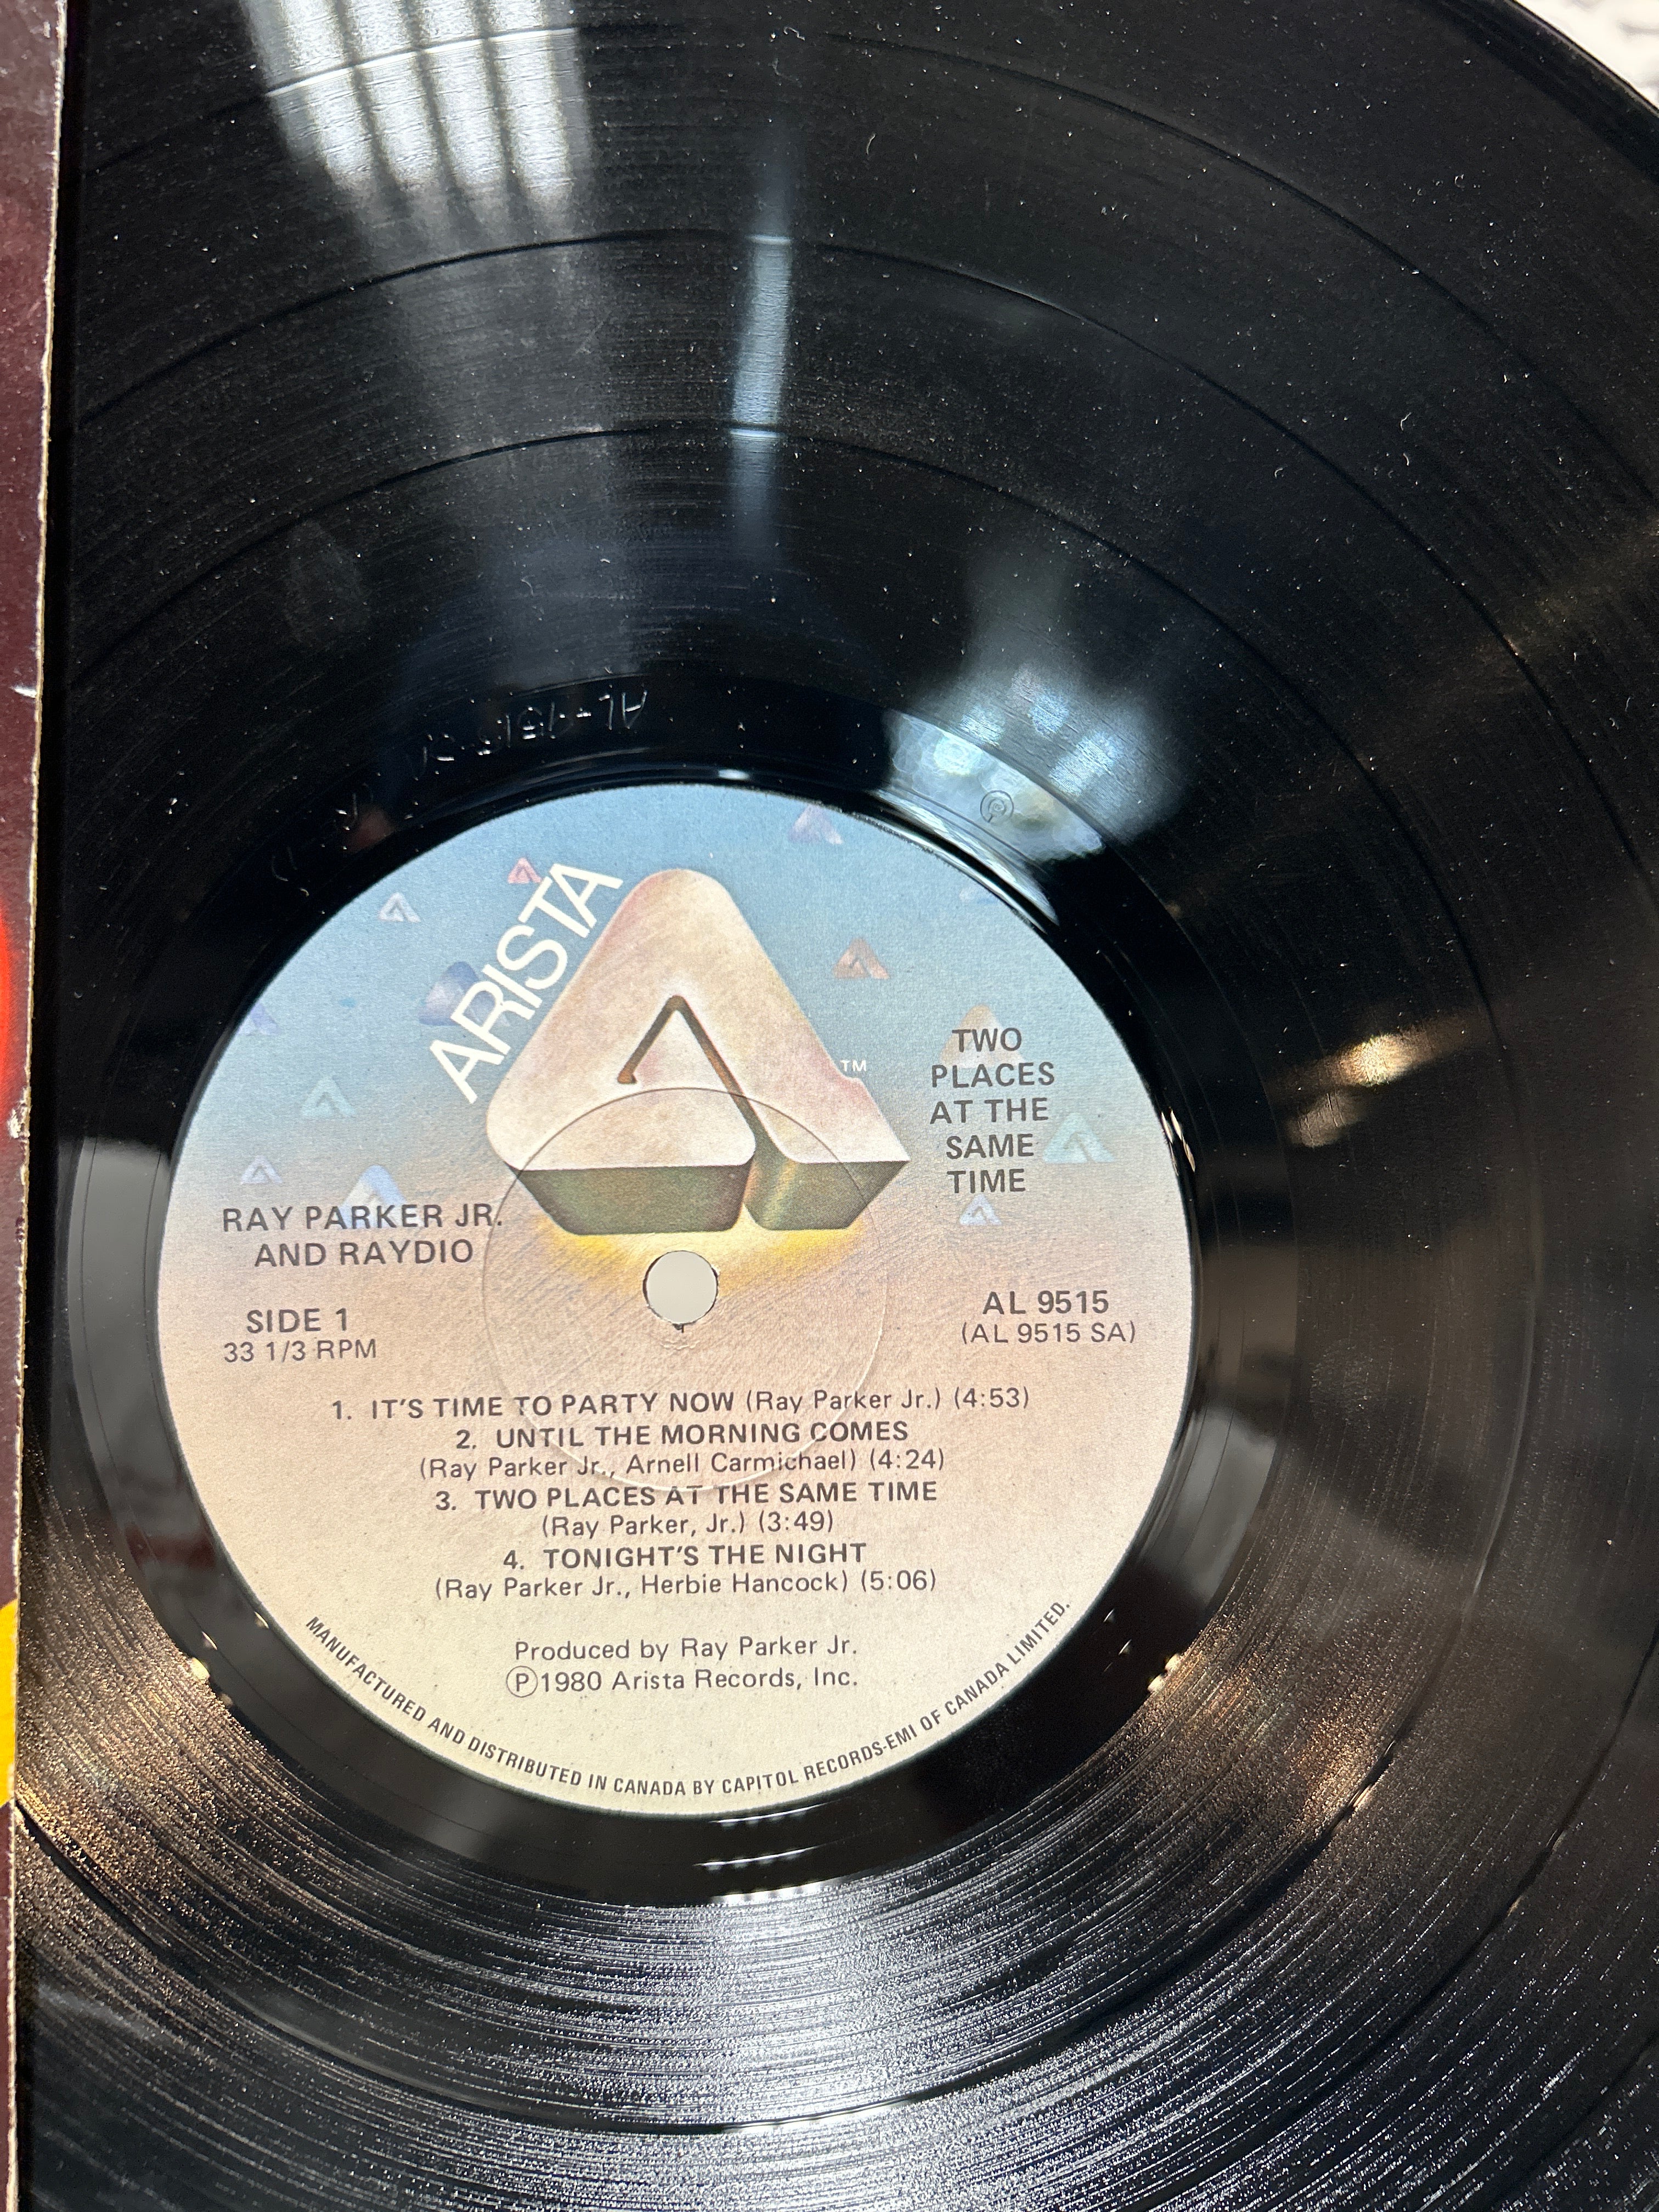 ARISTA
TM
TWO
PLACES
AT THE
SAME
TIME
RAY PARKER JR.
AND RAYDIO
SIDE 1
33 1/3 RPM
AL 9515
(AL 9515 SA)
1. IT'S TIME TO PARTY NOW (Ray Parker Jr.) (4:53)
2. UNTIL THE MORNING COMES
(Ray Parker Jr., Arnell Carmichael) (4:24)
3. TWO PLACES AT THE SAME TIME
(Ray Parker, Jr.) (3:49)
4. TONIGHT'S THE NIGHT
(Ray Parker Jr., Herbie Hancock) (5:06)
Produced by Ray Parker Jr.
Ⓟ1980 Arista Records, Inc.
MANUFACTURED AND DISTRIBUTED IN CANADA BY CAPITOL RECORDS-EMI OF CANADA LIMITED.